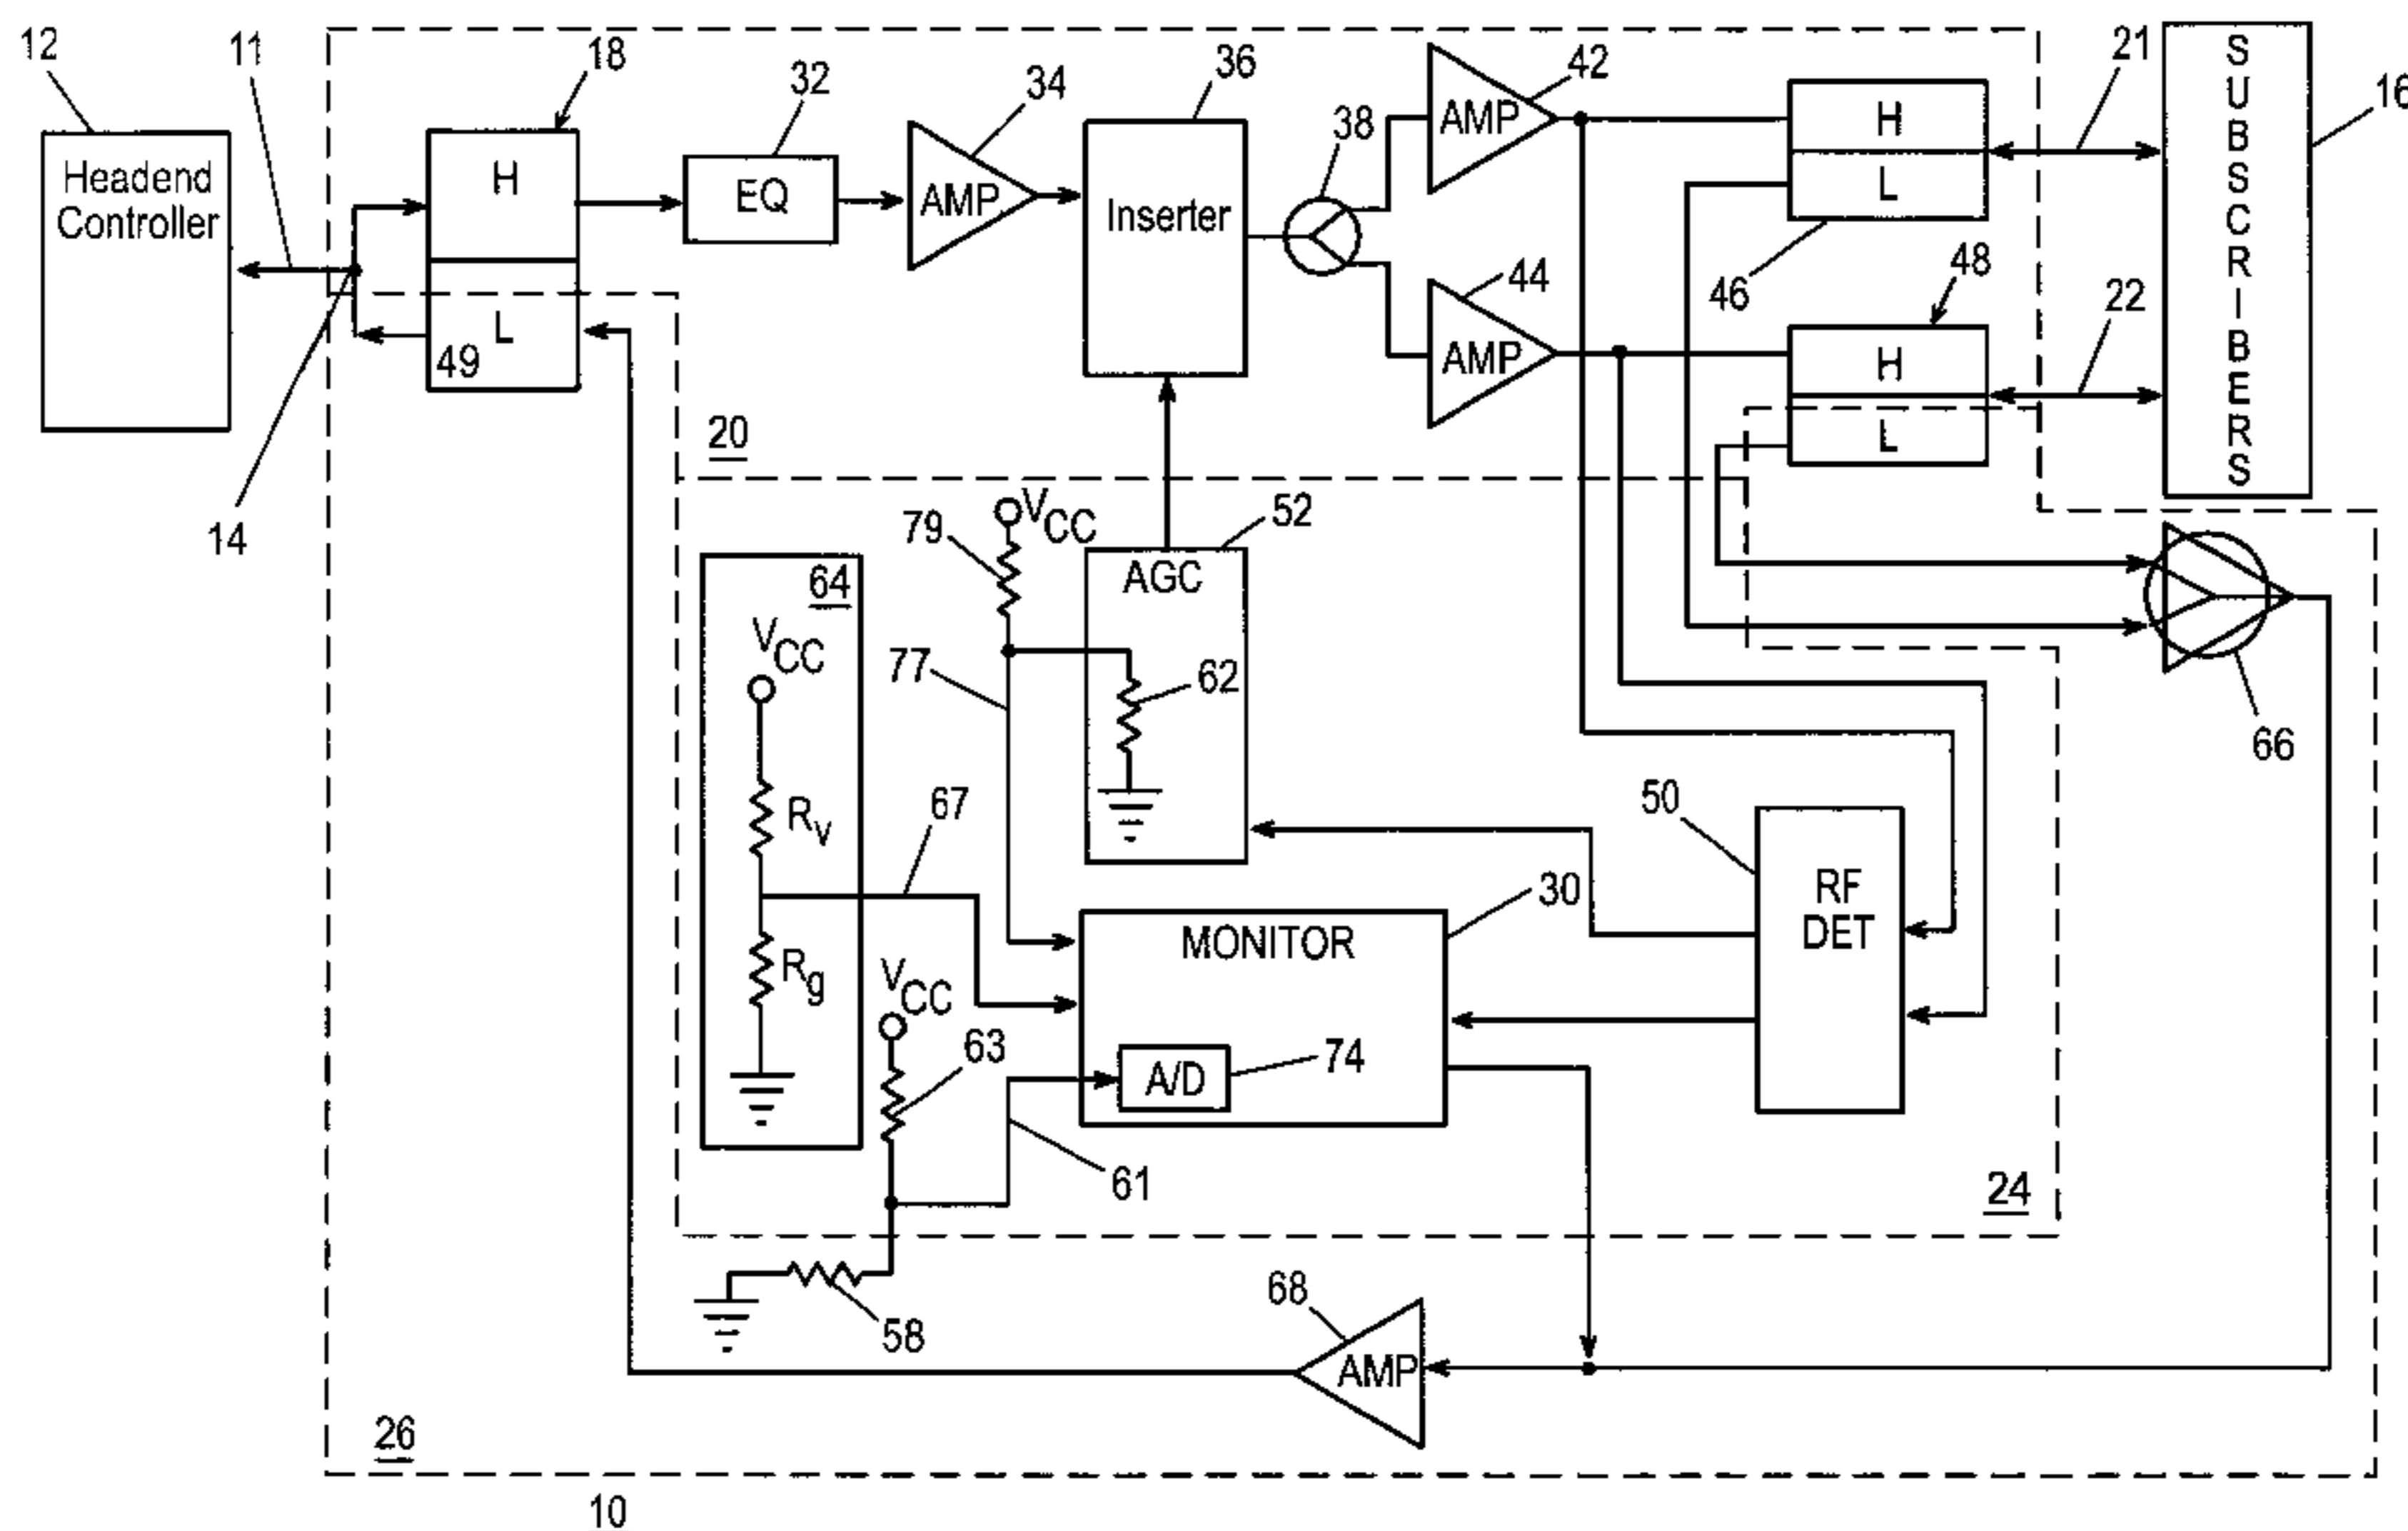 12
11
18
32
34
36
42
21
16
Headend
Controller
H
L
49
EQ
AMP
Inserter
38
AMP
44
AMP
H
L
46
48
H
L
22
SUBSCRIBERS
14
20
79
VCC
52
AGC
62
77
64
VCC
Rv
Rg
67
VCC
63
30
MONITOR
A/D
74
61
50
RF
DET
66
24
58
68
AMP
26
10